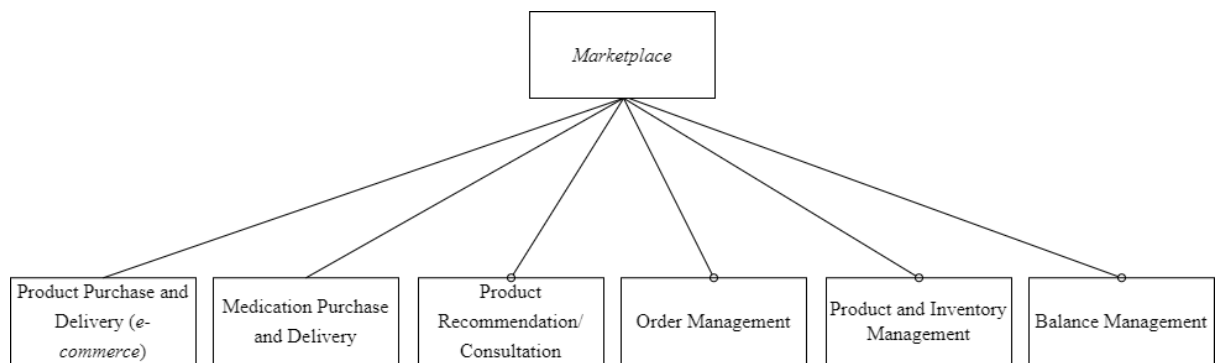 Marketplace
Product Purchase and
Delivery (e-
commerce)
Medication Purchase
and Delivery
Product
Recommendation/
Consultation
Order Management
Product and Inventory
Management
Balance Management